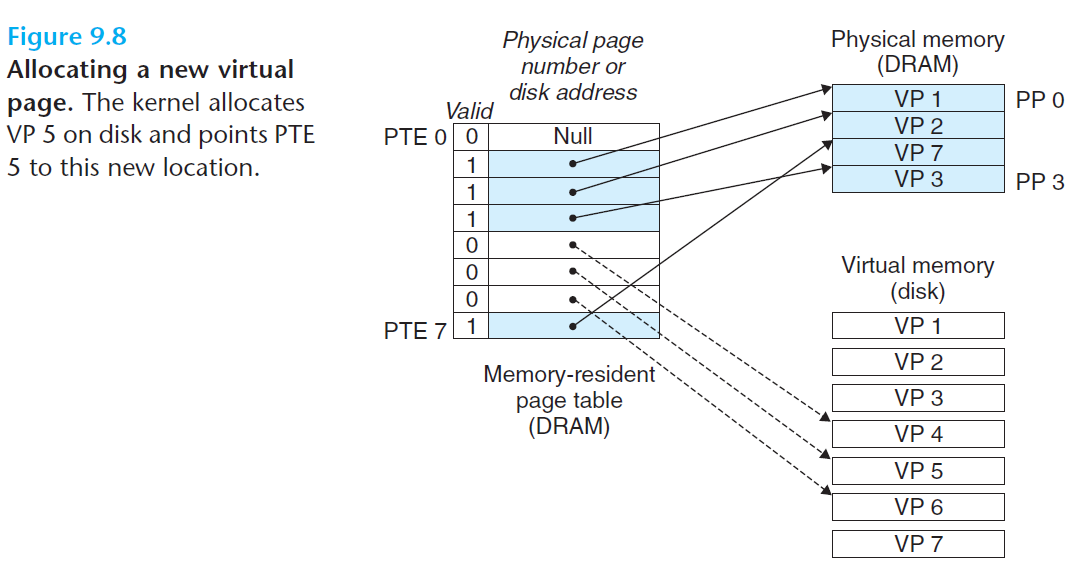 Figure 9.8
Allocating a new virtual
page. The kernel allocates
VP 5 on disk and points PTE
5 to this new location.
Physical page
number or
disk address
Valid
PTE 0 0 Null
1
1
1
0
0
0
PTE 7 1
Memory-resident
page table
(DRAM)
Physical memory
(DRAM)
VP 1 PP 0
VP 2
VP 7
VP 3 PP 3
Virtual memory
(disk)
VP 1
VP 2
VP 3
VP 4
VP 5
VP 6
VP 7